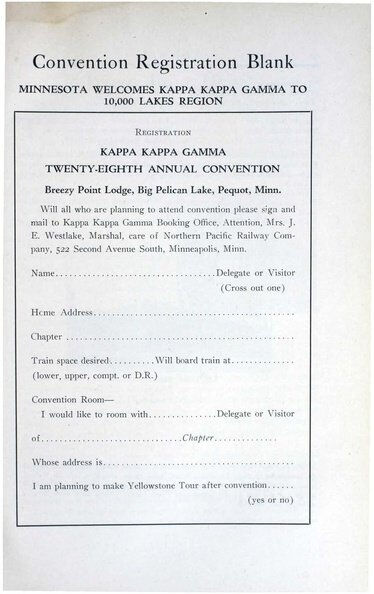 Convention Registration Blank
MINNESOTA WELCOMES KAPPA KAPPA GAMMA TO
10,000 LAKES REGION
REGISTRATION
KAPPA KAPPA GAMMA
TWENTY-EIGHTH ANNUAL CONVENTION
Breezy Point Lodge, Big Pelican Lake, Pequot, Minn.
Will all who are planning to attend convention please sign and
mail to Kappa Kappa Gamma Booking Office, Attention, Mrs. J.
E. Westlake, Marshal, care of Northern Pacific Railway Com-
pany, 522 Second Avenue South, Minneapolis, Minn.
Name........................................Delegate or Visitor
(Cross out one)
Home Address..................................................
Chapter .........................................................
Train space desired.........Will board train at.............
(lower, upper, compt. or D.R.)
Convention Room—
I would like to room with...............Delegate or Visitor
of................................Chapter..............
Whose address is................................................
I am planning to make Yellowstone Tour after convention......
(yes or no)